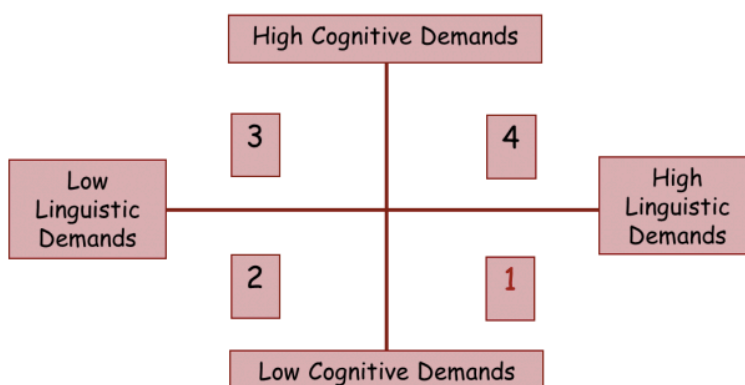 High Cognitive Demands
3
4
Low
Linguistic
Demands
High
Linguistic
Demands
2
1
Low Cognitive Demands